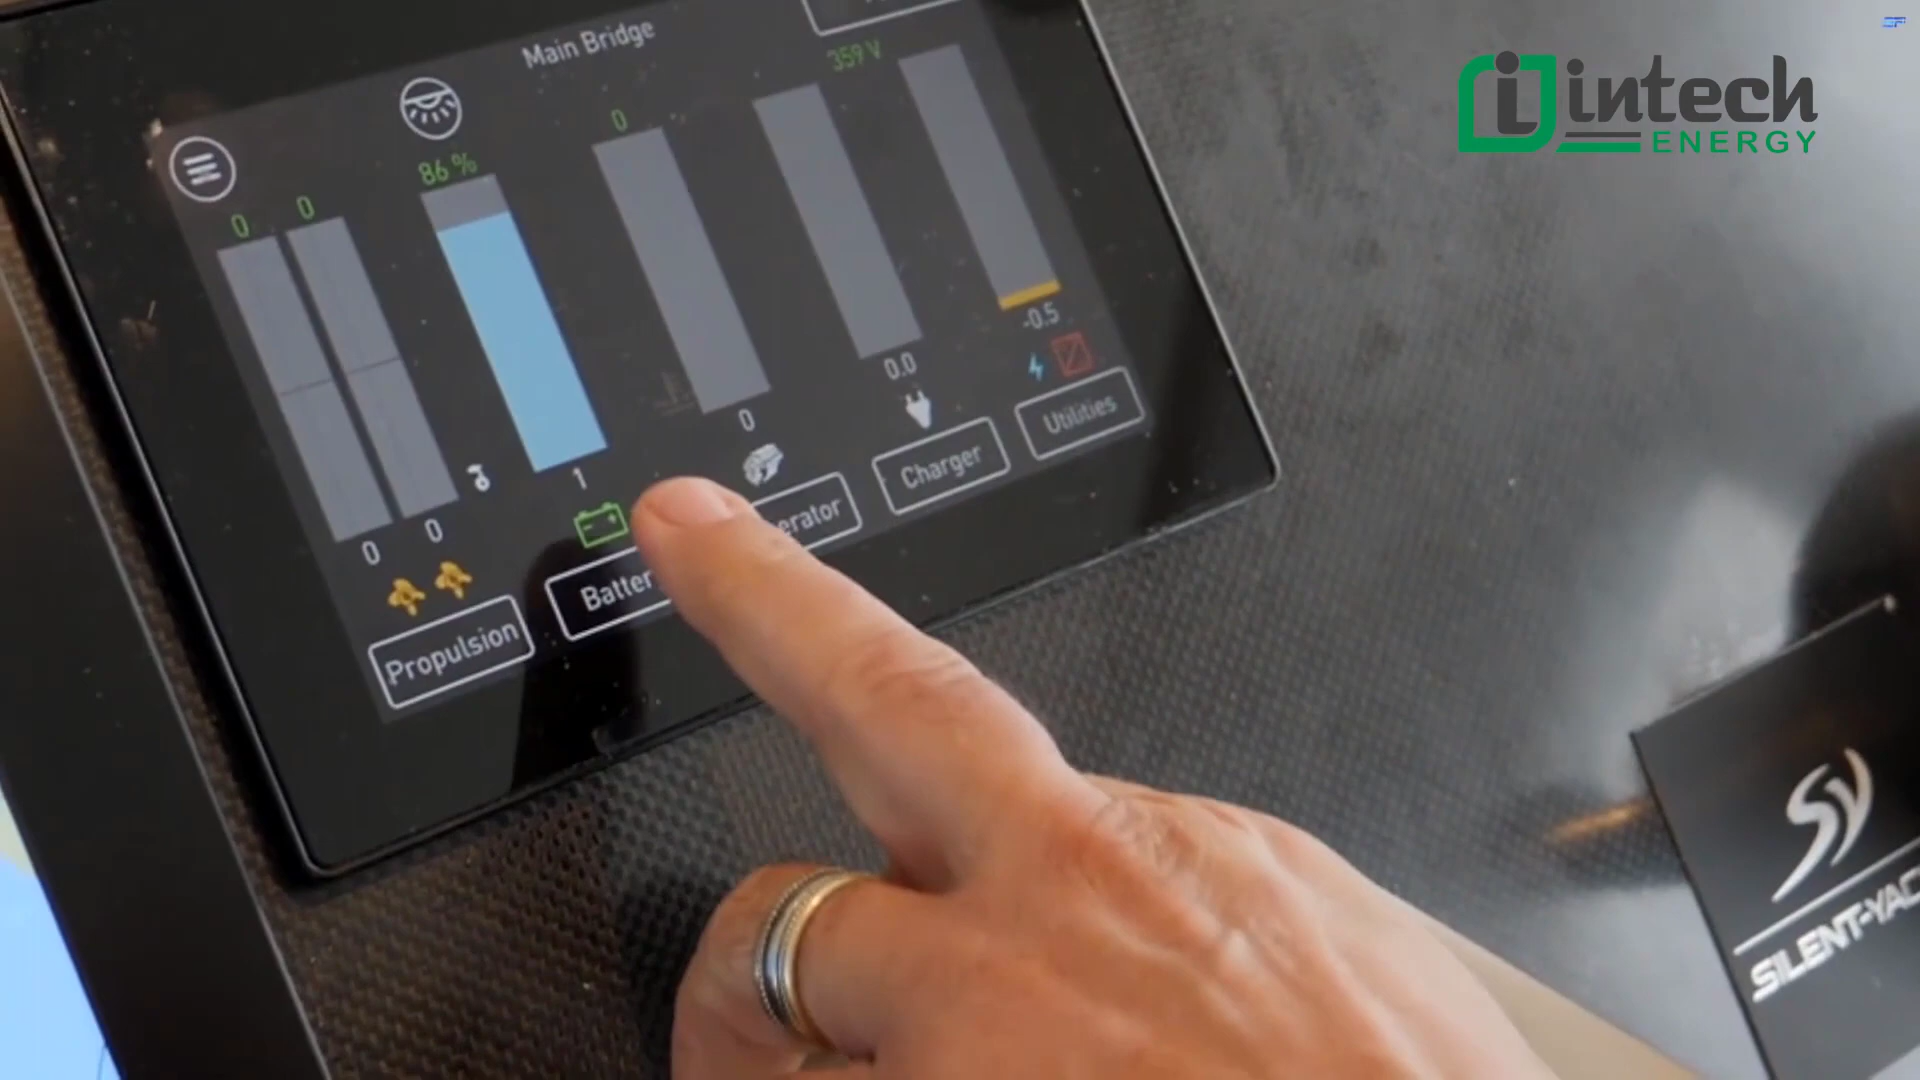 Main Bridge
359 V
0
86 %
0
0
-0.5
0.0
0
1
0
0
Utilities
Charger
erator
Batter
Propulsion
intech
ENERGY
SV
SILENT-YAC